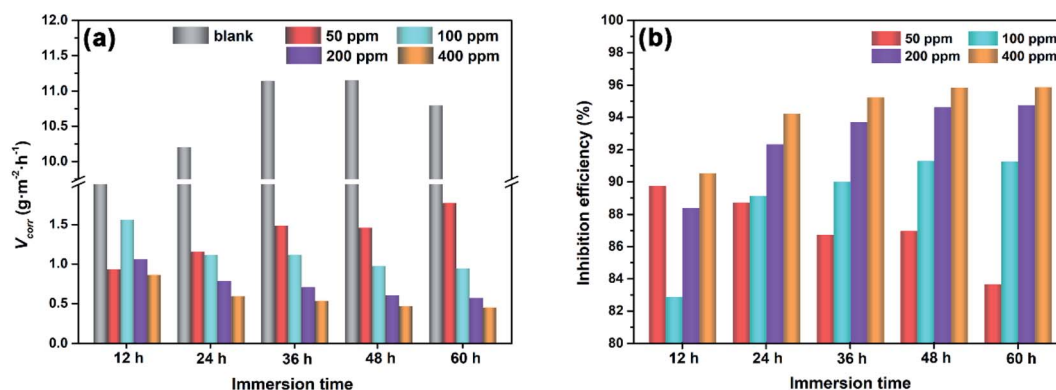 (a)
blank
50 ppm
100 ppm
200 ppm
400 ppm
12.0
11.5
11.0
10.5
10.0
1.5
1.0
0.5
0.0
Vcorr (g·m⁻²·h⁻¹)
12 h
24 h
36 h
48 h
60 h
Immersion time
(b)
50 ppm
100 ppm
200 ppm
400 ppm
100
98
96
94
92
90
88
86
84
82
80
Inhibition efficiency (%)
12 h
24 h
36 h
48 h
60 h
Immersion time